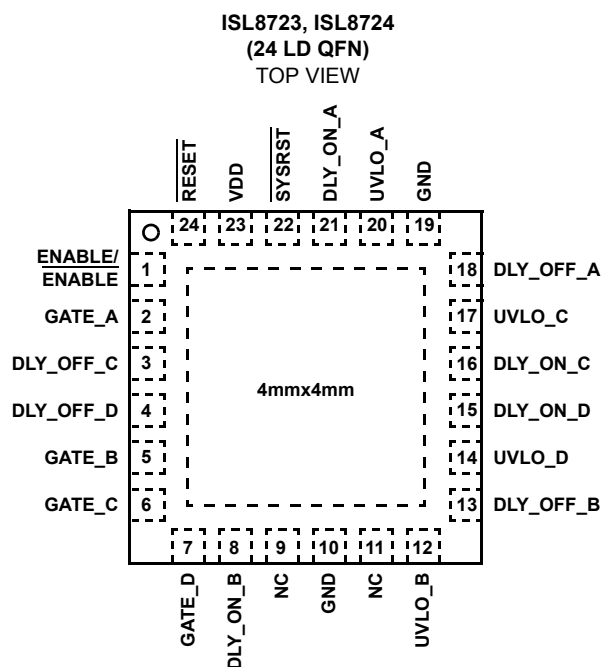 ISL8723, ISL8724
(24 LD QFN)
TOP VIEW
RESET
VDD
SYSRST
DLY_ON_A
UVLO_A
GND
24 23 22 21 20 19
ENABLE/
ENABLE
1
GATE_A 2
DLY_OFF_C 3
DLY_OFF_D 4
GATE_B 5
GATE_C 6
4mmx4mm
18 DLY_OFF_A
17 UVLO_C
16 DLY_ON_C
15 DLY_ON_D
14 UVLO_D
13 DLY_OFF_B
7 8 9 10 11 12
GATE_D
DLY_ON_B
NC
GND
NC
UVLO_B